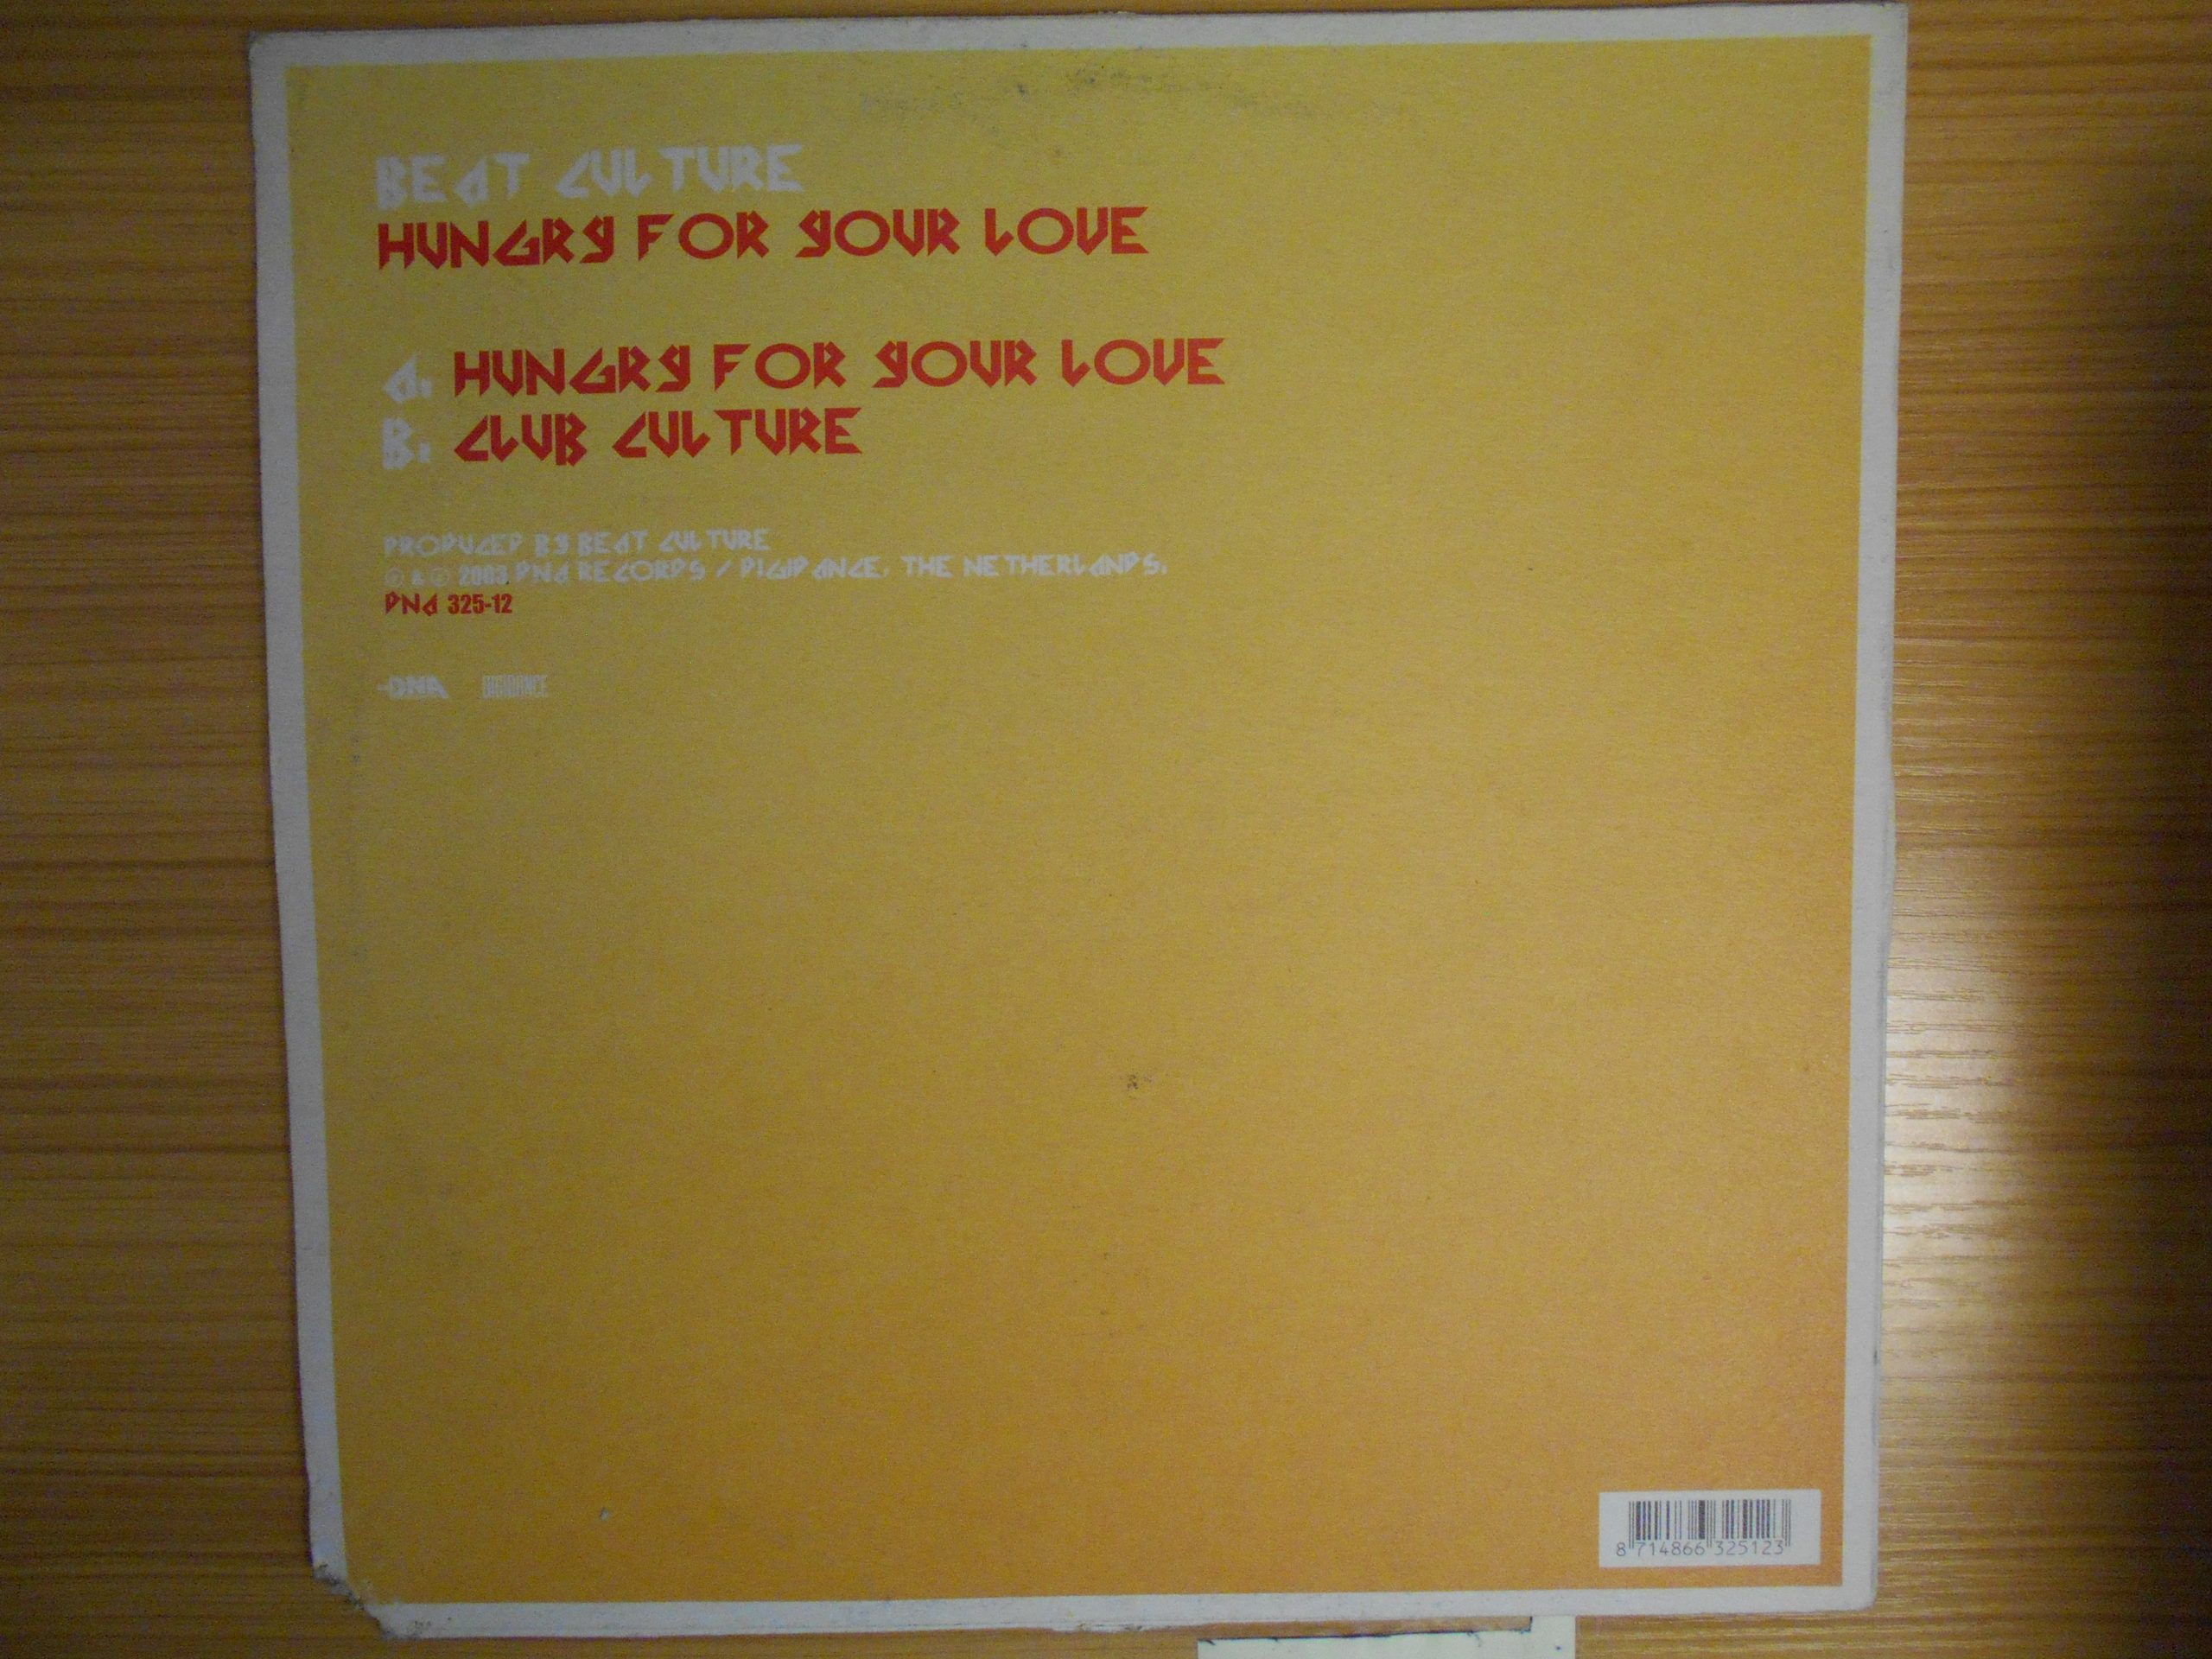 BEAT CULTURE
HUNGRY FOR YOUR LOVE
A. HUNGRY FOR YOUR LOVE
B. CLUB CULTURE
PRODUCED BY BEAT CULTURE
Ⓟ & © 2003 DNA RECORDS / DIGIDANCE, THE NETHERLANDS.
DNA 325-12
DNA DIGIDANCE
8 714866 325123